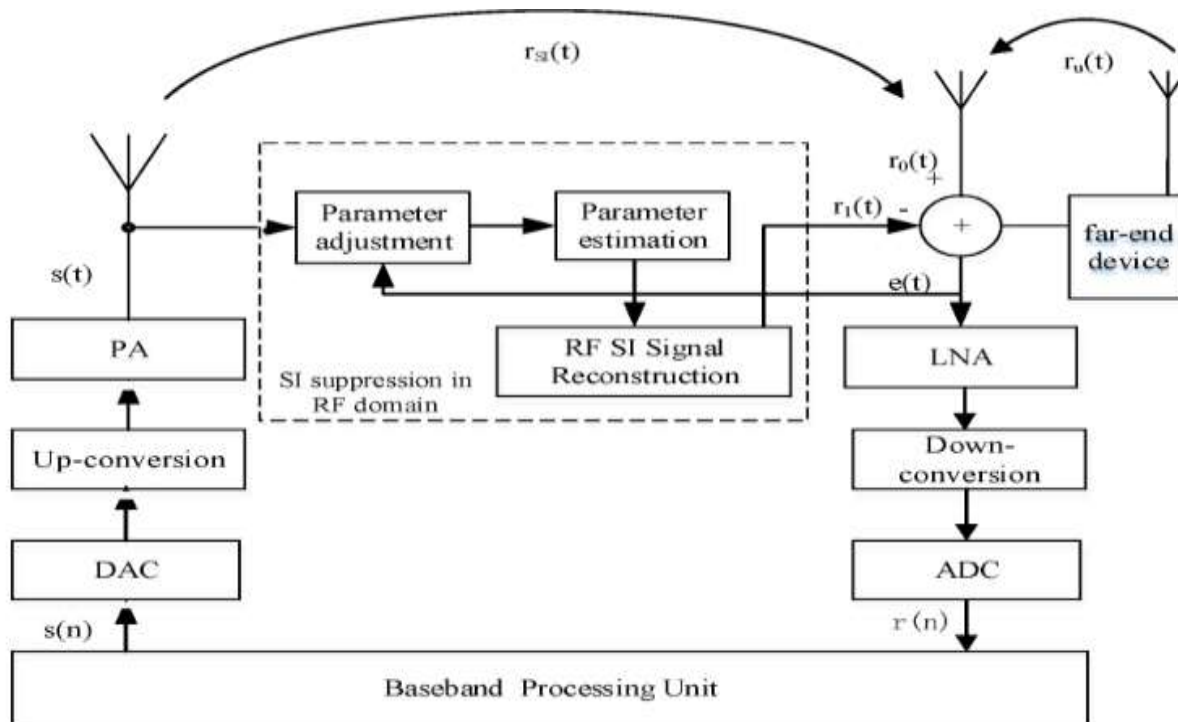 r_SI(t)
r_u(t)
r_0(t)
+
Parameter
adjustment
Parameter
estimation
r_1(t)
-
+
far-end
device
s(t)
e(t)
PA
RF SI Signal
Reconstruction
LNA
SI suppression in
RF domain
Up-conversion
Down-
conversion
DAC
ADC
s(n)
r(n)
Baseband Processing Unit